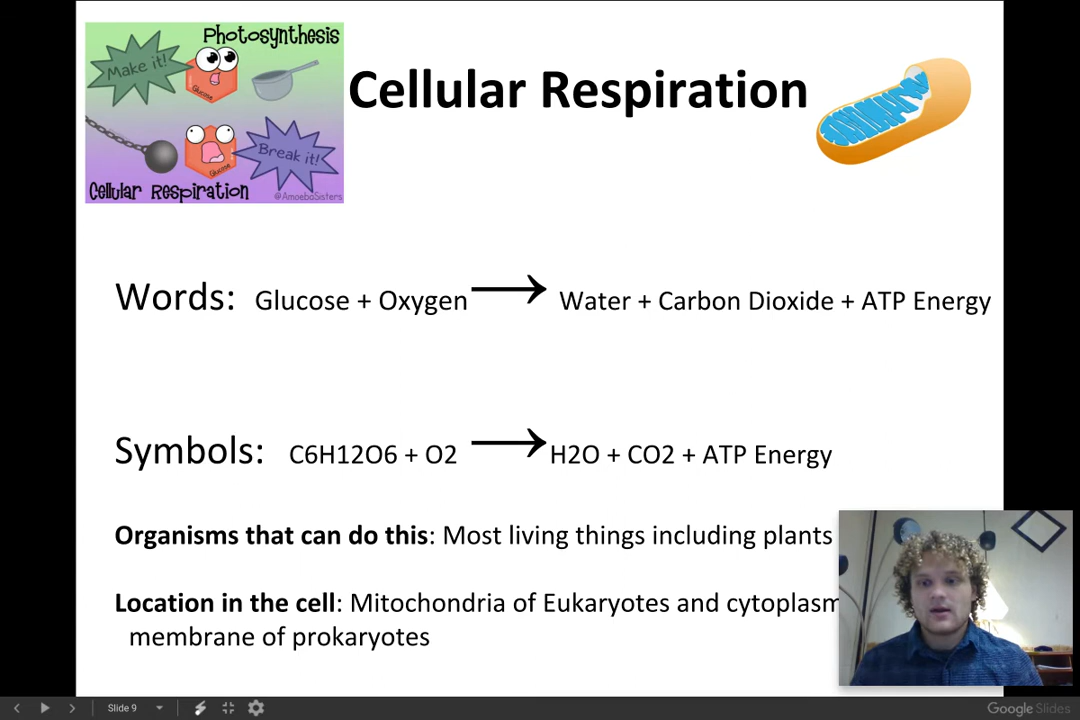 Photosynthesis
Make it!
Glucose
Break it!
Glucose
Cellular Respiration
@AmoebaSisters
Cellular Respiration
Words: Glucose + Oxygen → Water + Carbon Dioxide + ATP Energy
Symbols: C6H12O6 + O2 → H2O + CO2 + ATP Energy
Organisms that can do this: Most living things including plants
Location in the cell: Mitochondria of Eukaryotes and cytoplasm
membrane of prokaryotes
Slide 9
Google Slides